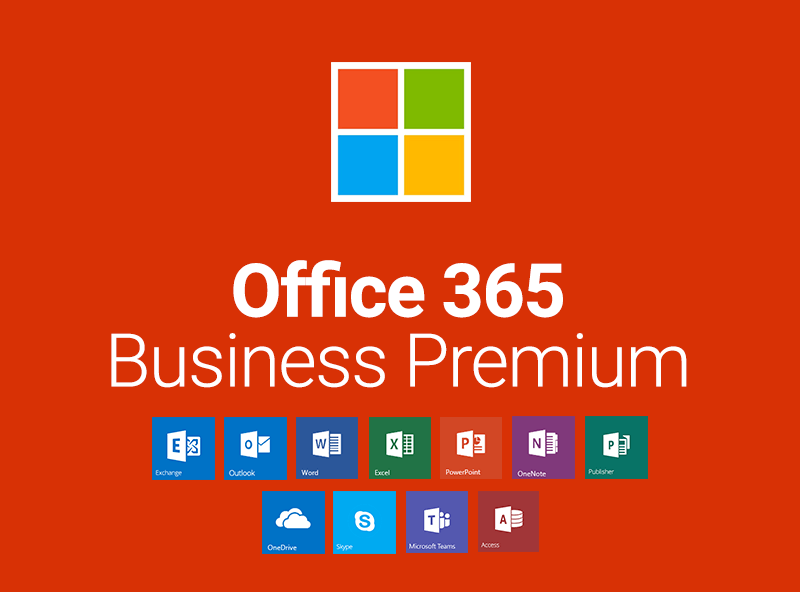 Office 365
Business Premium
E Exchange
O Outlook
W Word
X Excel
P PowerPoint
N OneNote
P Publisher
OneDrive
S Skype
T Microsoft Teams
A Access